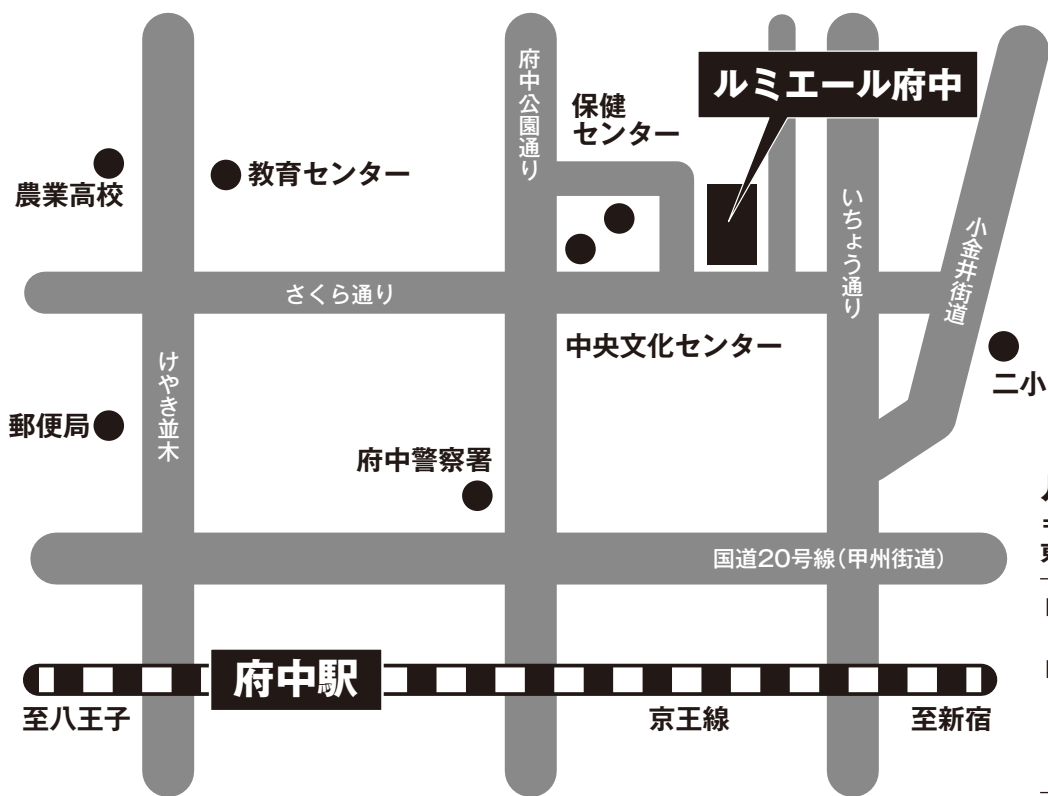 ルミエール府中
府中公園通り
保健
センター
農業高校
教育センター
いちょう通り
小金井街道
さくら通り
中央文化センター
二小
けやき並木
郵便局
府中警察署
国道20号線(甲州街道)
府中駅
至八王子
京王線
至新宿